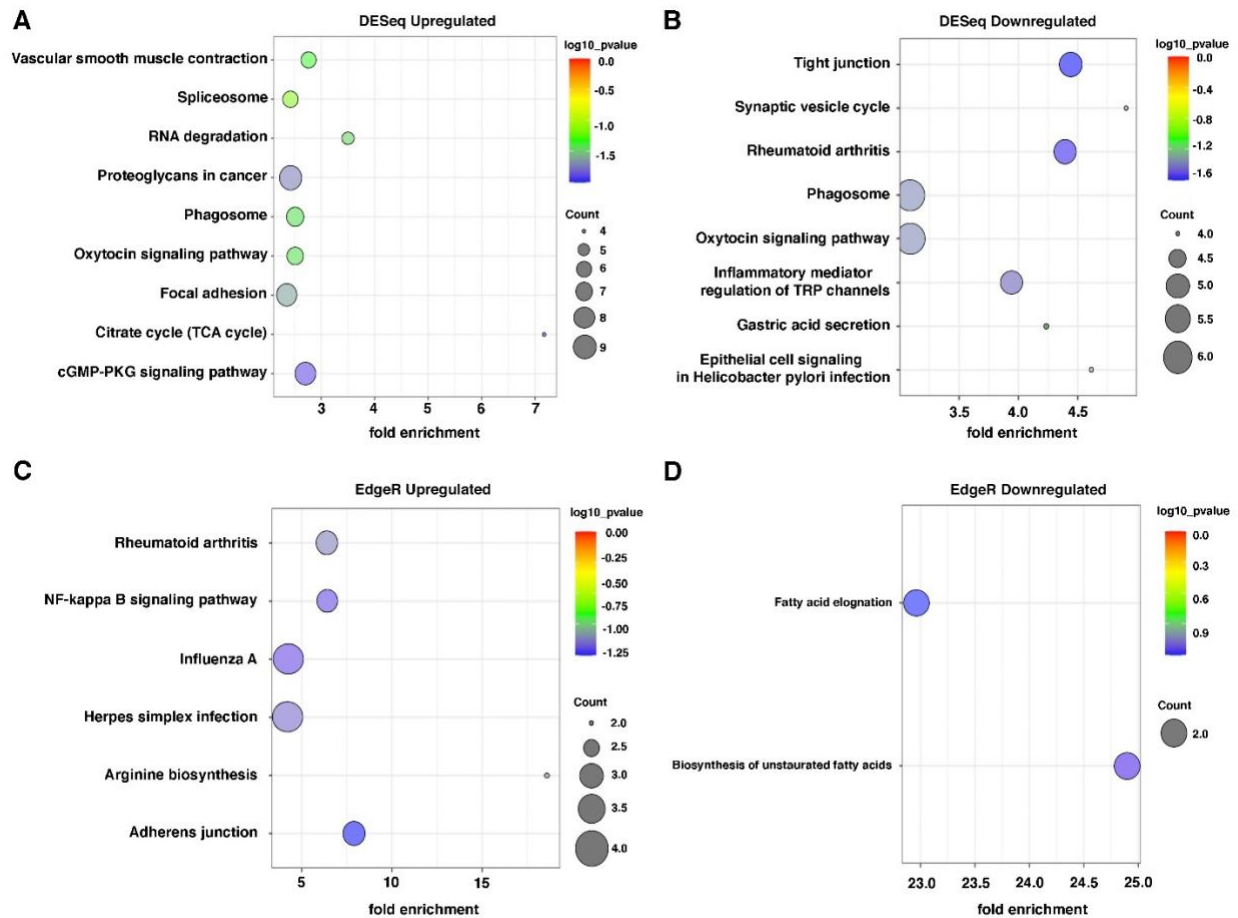 A
DESeq Upregulated
Vascular smooth muscle contraction
Spliceosome
RNA degradation
Proteoglycans in cancer
Phagosome
Oxytocin signaling pathway
Focal adhesion
Citrate cycle (TCA cycle)
cGMP-PKG signaling pathway
3 4 5 6 7
fold enrichment
log10_pvalue
0.0
-0.5
-1.0
-1.5
Count
4
5
6
7
8
9
B
DESeq Downregulated
Tight junction
Synaptic vesicle cycle
Rheumatoid arthritis
Phagosome
Oxytocin signaling pathway
Inflammatory mediator
regulation of TRP channels
Gastric acid secretion
Epithelial cell signaling
in Helicobacter pylori infection
3.5 4.0 4.5
fold enrichment
log10_pvalue
0.0
-0.4
-0.8
-1.2
-1.6
Count
4.0
4.5
5.0
5.5
6.0
C
EdgeR Upregulated
Rheumatoid arthritis
NF-kappa B signaling pathway
Influenza A
Herpes simplex infection
Arginine biosynthesis
Adherens junction
5 10 15
fold enrichment
log10_pvalue
0.00
-0.25
-0.50
-0.75
-1.00
-1.25
Count
2.0
2.5
3.0
3.5
4.0
D
EdgeR Downregulated
Fatty acid elognation
Biosynthesis of unstaurated fatty acids
23.0 23.5 24.0 24.5 25.0
fold enrichment
log10_pvalue
0.0
0.3
0.6
0.9
Count
2.0